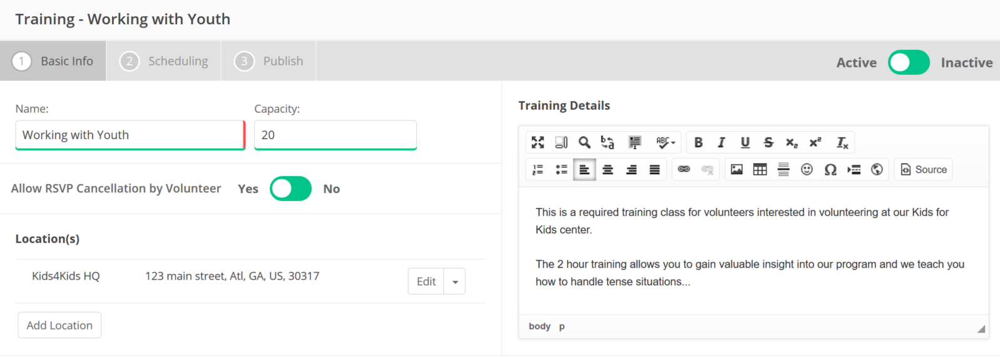 Training - Working with Youth
1 Basic Info 2 Scheduling 3 Publish Active Inactive
Name: Capacity:
Working with Youth 20
Allow RSVP Cancellation by Volunteer Yes No
Location(s)
Kids4Kids HQ 123 main street, Atl, GA, US, 30317 Edit
Add Location
Training Details
ABC B I U S x₂ x² Tx
Ω Source
This is a required training class for volunteers interested in volunteering at our Kids for
Kids center.
The 2 hour training allows you to gain valuable insight into our program and we teach you
how to handle tense situations...
body p